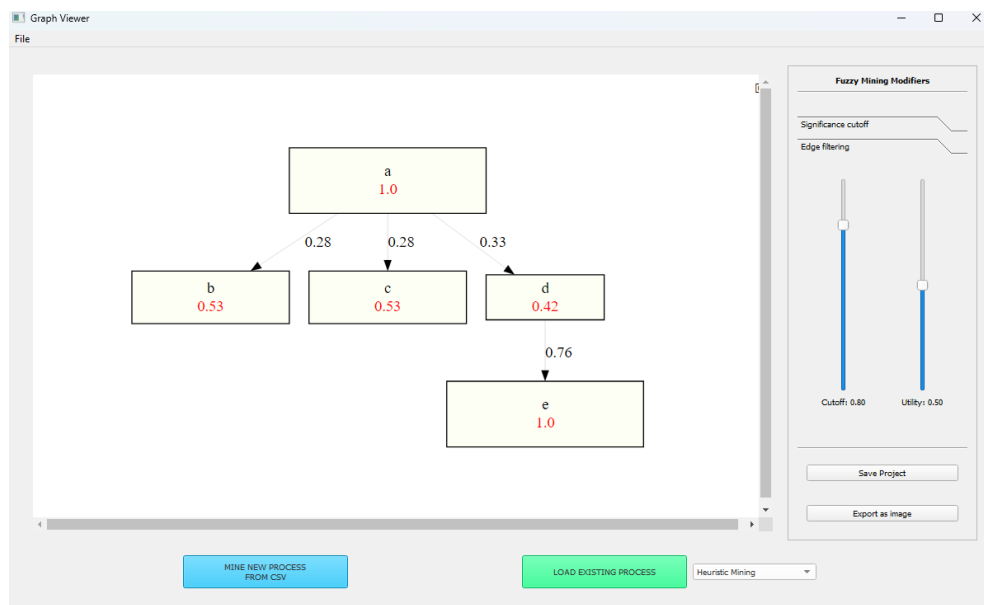 Graph Viewer
File
Fuzzy Mining Modifiers
Significance cutoff
Edge filtering
a
1.0
0.28
0.28
0.33
b
0.53
c
0.53
d
0.42
0.76
e
1.0
Cutoff: 0.80
Utility: 0.50
Save Project
Export as image
MINE NEW PROCESS
FROM CSV
LOAD EXISTING PROCESS
Heuristic Mining